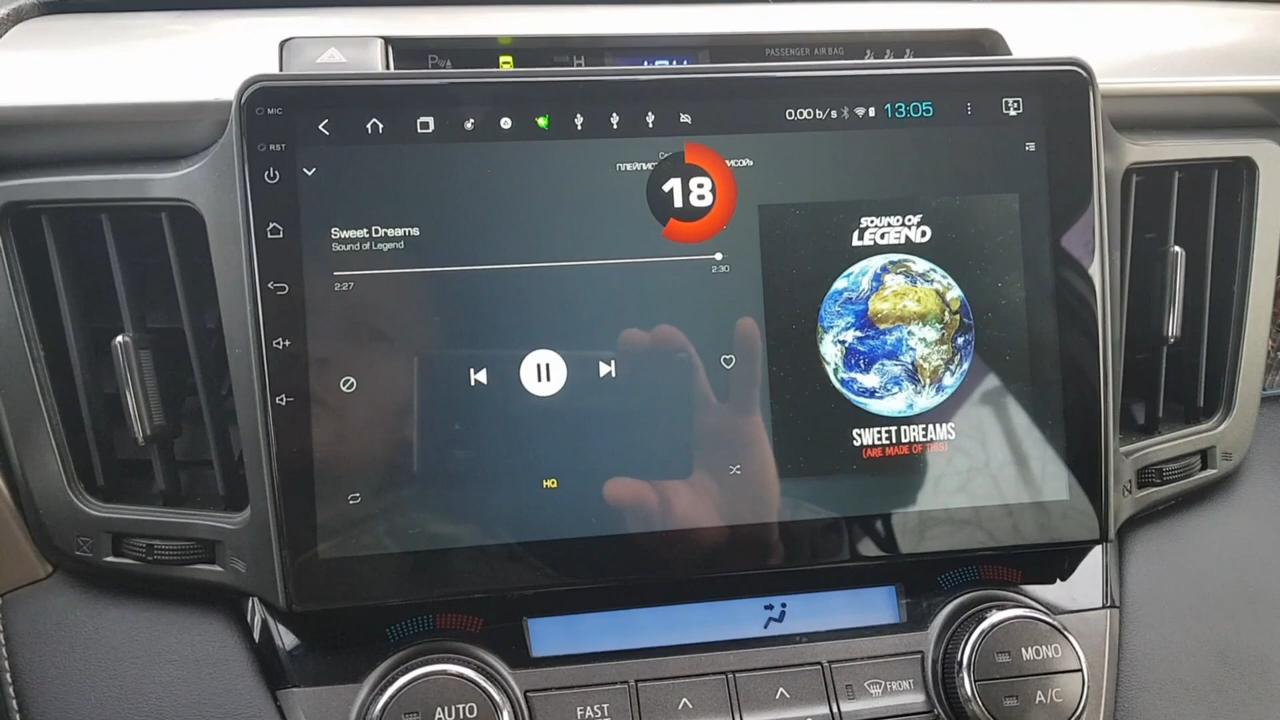 PASSENGER AIRBAG
MIC
0,00 b/s
13:05
RST
18
Sweet Dreams
Sound of Legend
2:30
2:27
HQ
SOUND OF
LEGEND
SWEET DREAMS
(ARE MADE OF THIS)
MONO
FRONT
A/C
AUTO
FAST